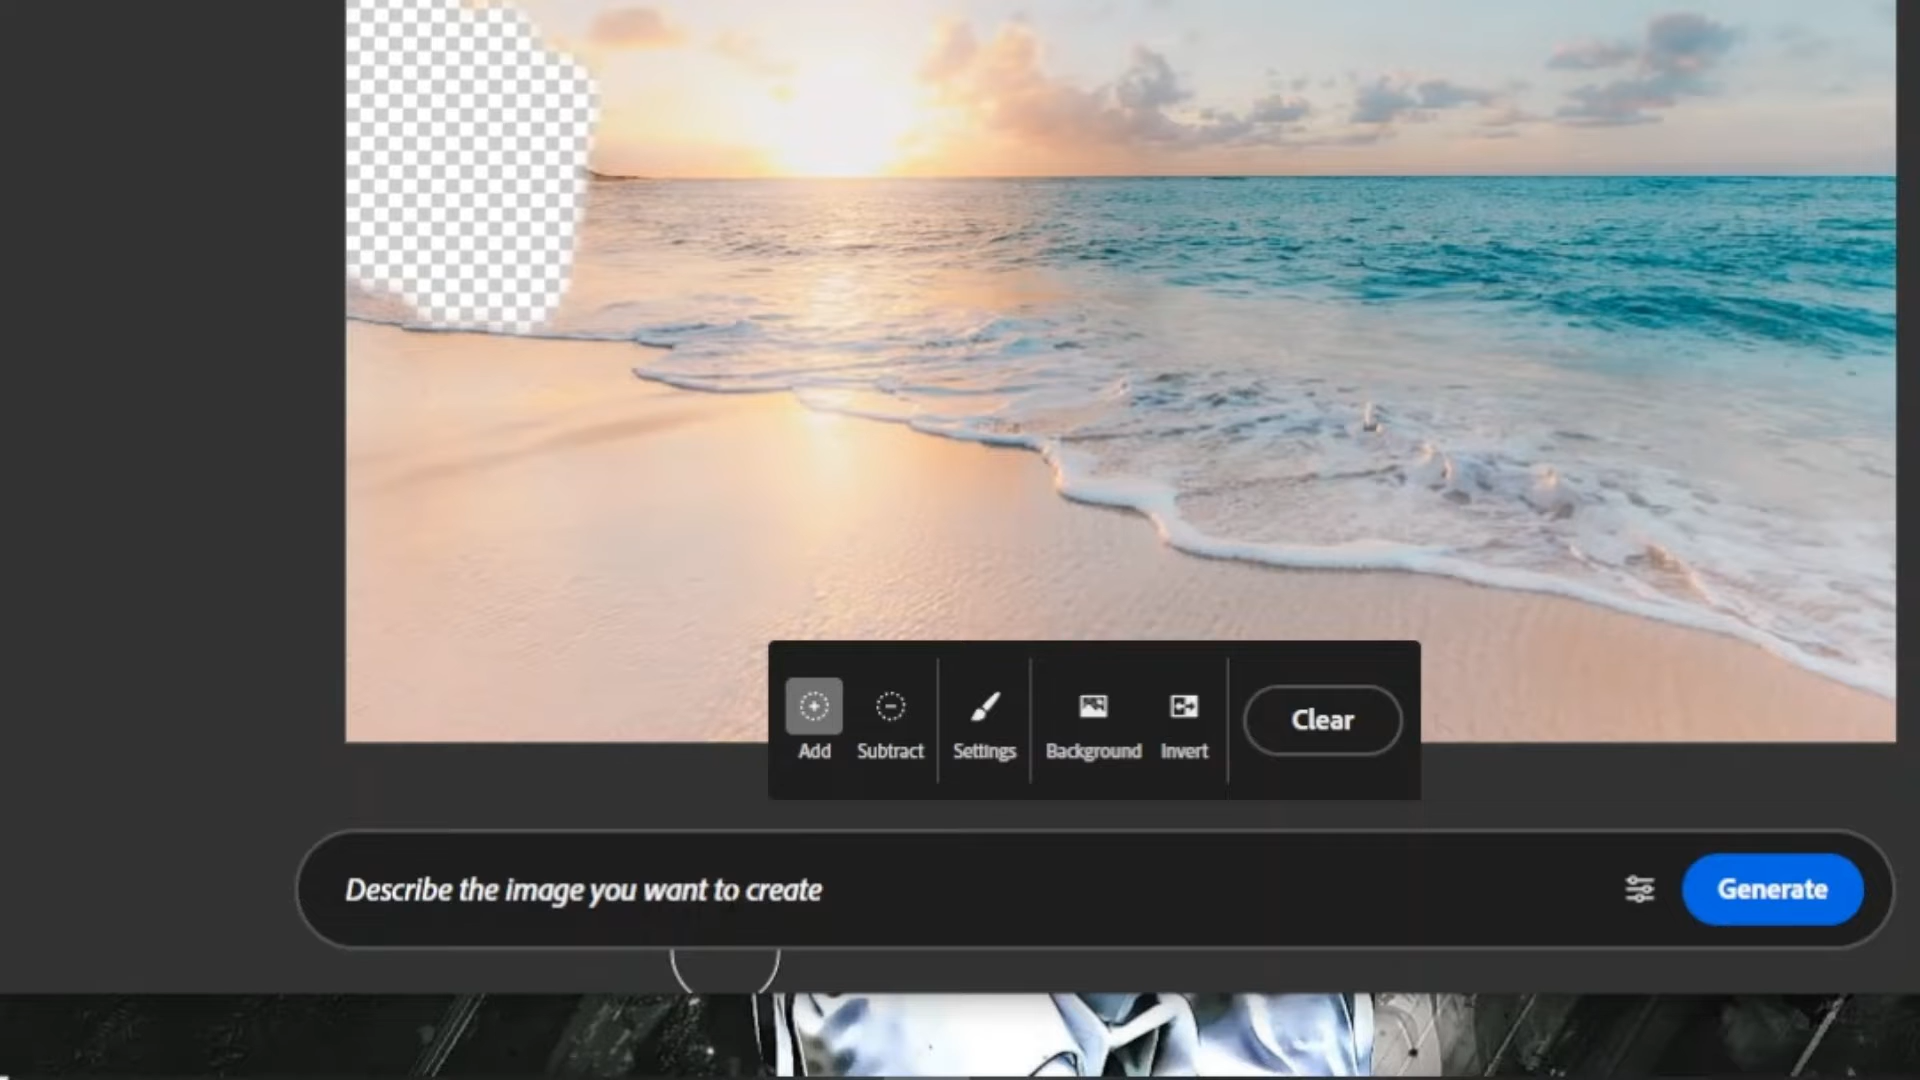 Add Subtract Settings Background Invert Clear
Describe the image you want to create Generate